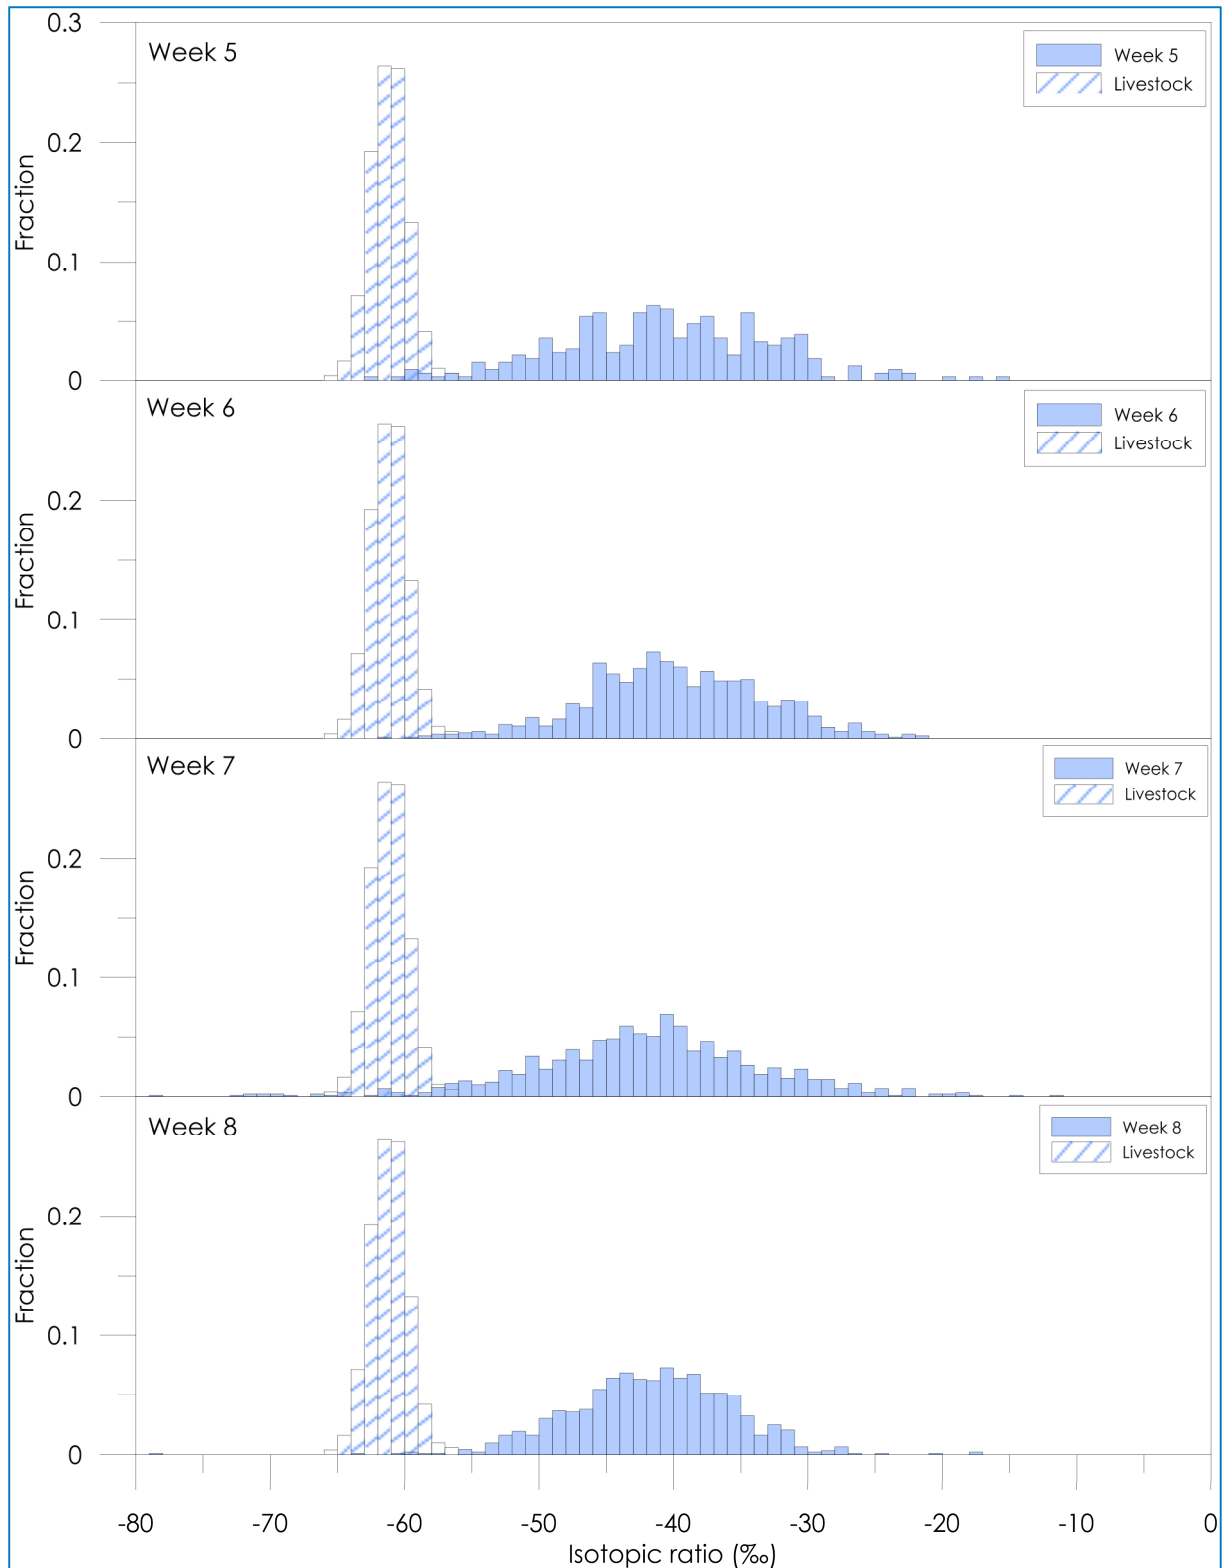 0.3
Week 5
Week 5
Livestock
0.2
Fraction
0.1
0
Week 6
Week 6
Livestock
0.2
Fraction
0.1
0
Week 7
Week 7
Livestock
0.2
Fraction
0.1
0
Week 8
Week 8
Livestock
0.2
Fraction
0.1
0
-80 -70 -60 -50 -40 -30 -20 -10 0
Isotopic ratio (‰)